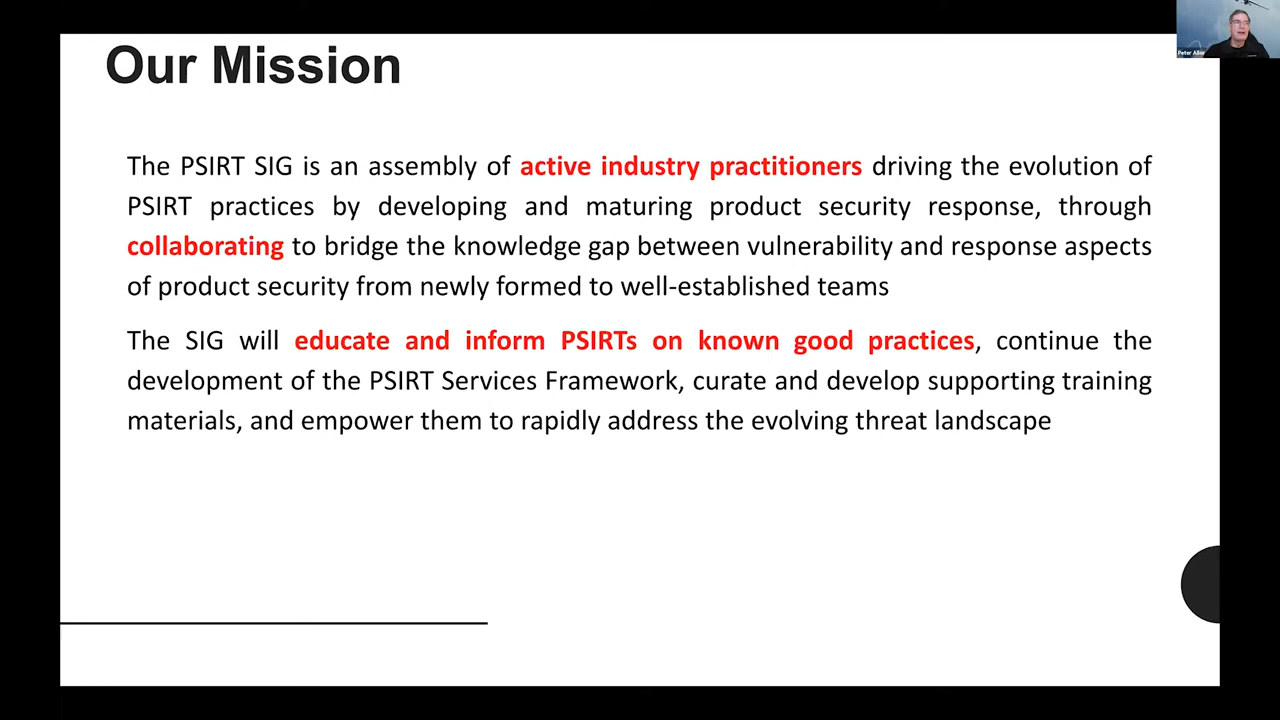 Our Mission
Peter Allor
The PSIRT SIG is an assembly of active industry practitioners driving the evolution of
PSIRT practices by developing and maturing product security response, through
collaborating to bridge the knowledge gap between vulnerability and response aspects
of product security from newly formed to well-established teams
The SIG will educate and inform PSIRTs on known good practices, continue the
development of the PSIRT Services Framework, curate and develop supporting training
materials, and empower them to rapidly address the evolving threat landscape